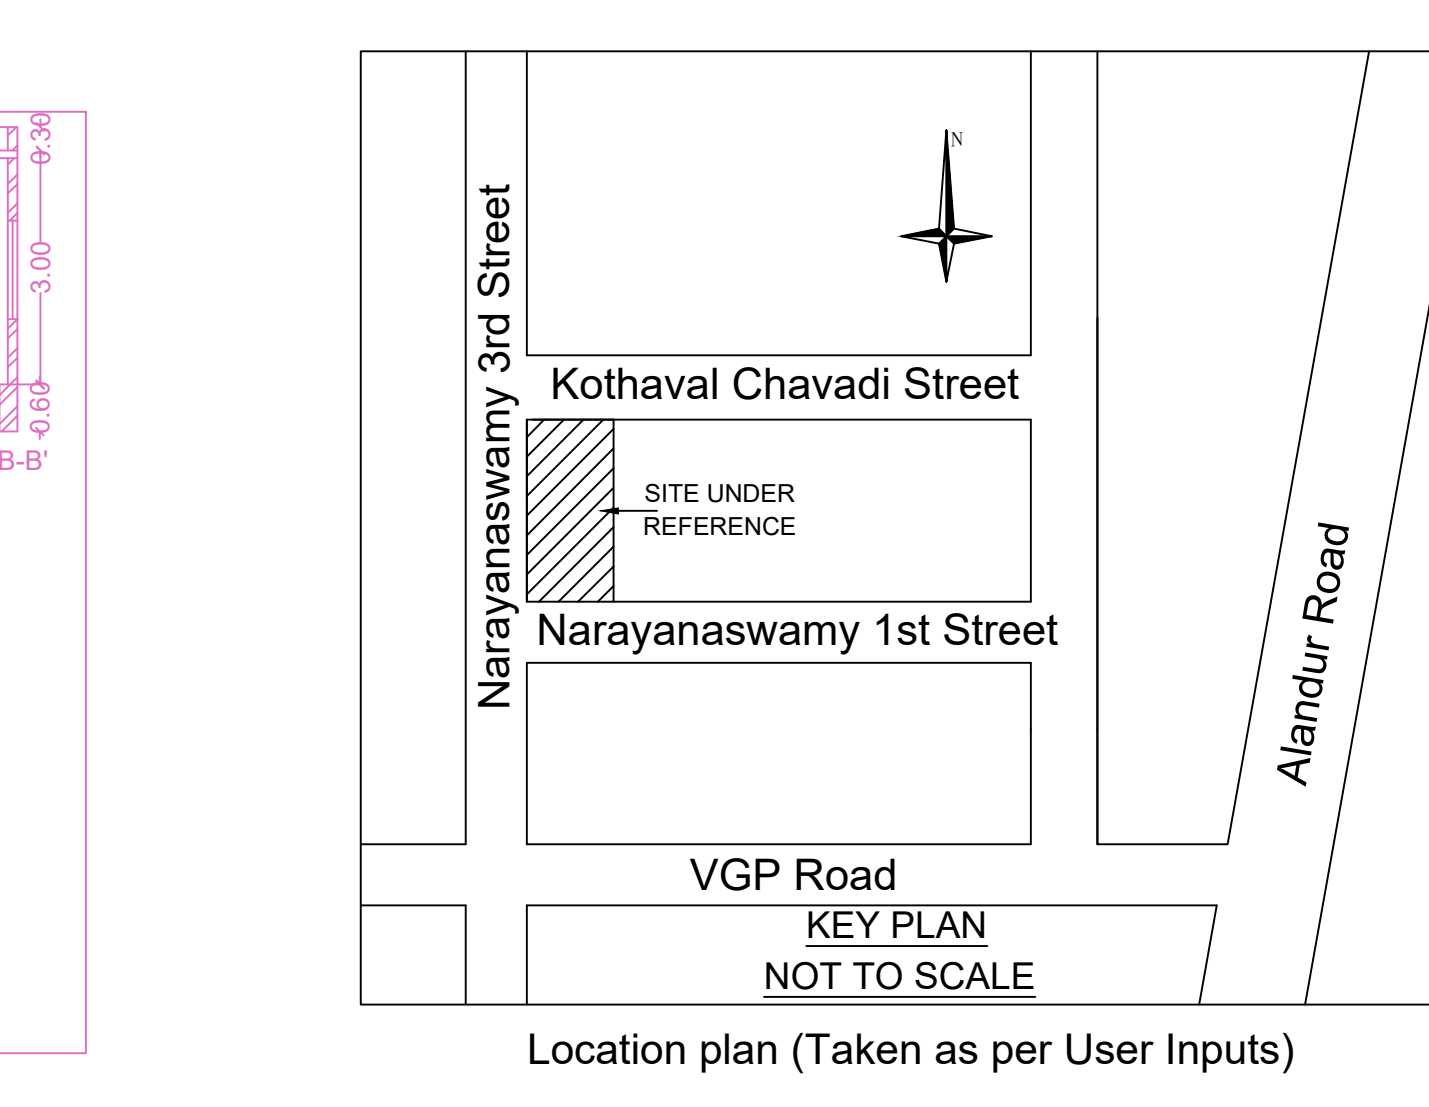 0.30
3.00
0.60
B-B'
N
Narayanaswamy 3rd Street
Kothaval Chavadi Street
SITE UNDER
REFERENCE
Narayanaswamy 1st Street
Alandur Road
VGP Road
KEY PLAN
NOT TO SCALE
Location plan (Taken as per User Inputs)